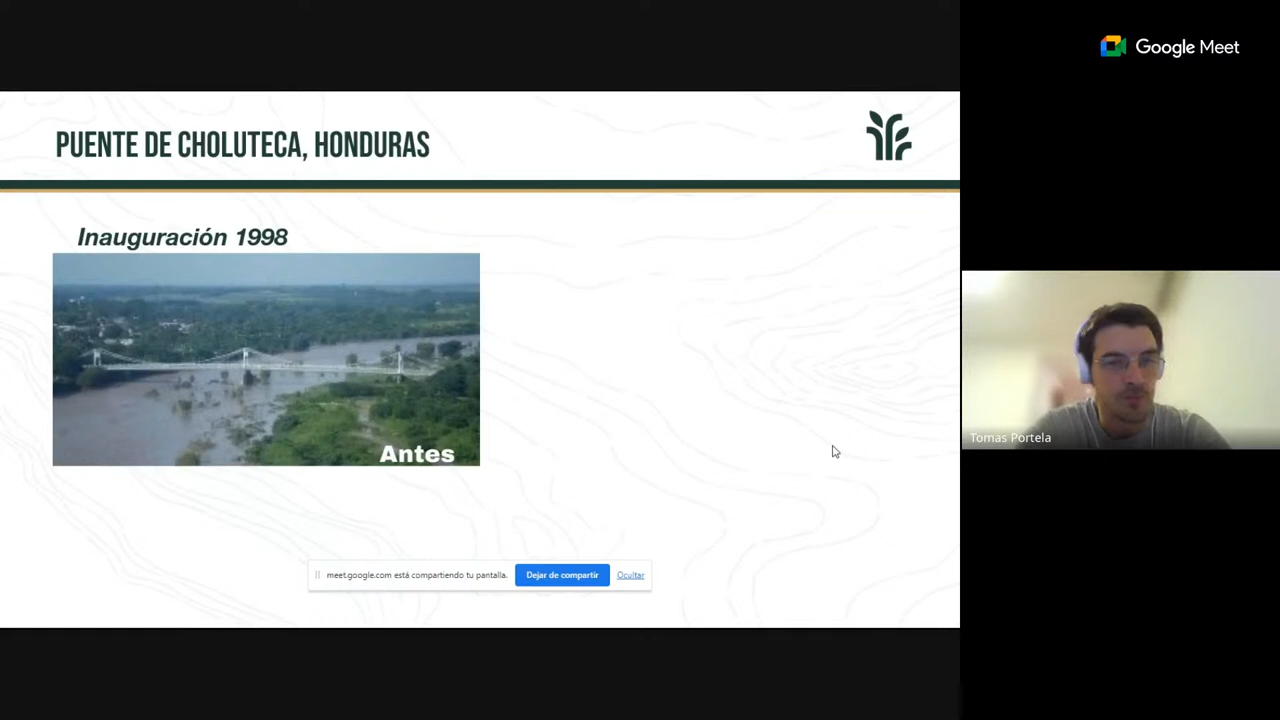 Google Meet
PUENTE DE CHOLUTECA, HONDURAS
Inauguración 1998
Antes
Tomas Portela
meet.google.com está compartiendo tu pantalla.
Dejar de compartir
Ocultar